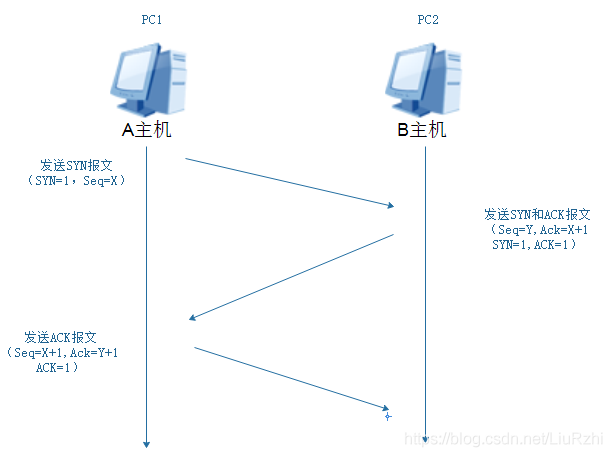 PC1
PC2
A主机
B主机
发送SYN报文
（SYN=1，Seq=X）
发送SYN和ACK报文
（Seq=Y,Ack=X+1
SYN=1,ACK=1）
发送ACK报文
（Seq=X+1,Ack=Y+1
ACK=1）
https://blog.csdn.net/LiuRzhi